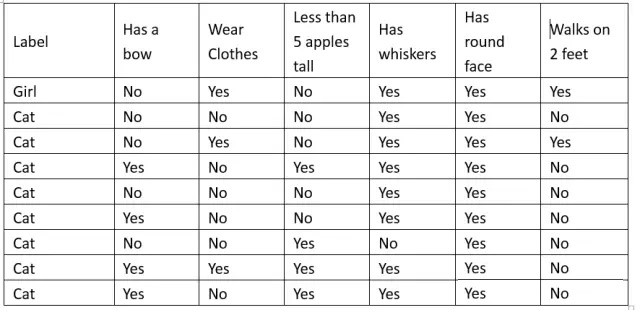 Label Has a bow Wear Clothes Less than 5 apples tall Has whiskers Has round face Walks on 2 feet
Girl No Yes No Yes Yes Yes
Cat No No No Yes Yes No
Cat No Yes No Yes Yes Yes
Cat Yes No Yes Yes Yes No
Cat No No No Yes Yes No
Cat Yes No No Yes Yes No
Cat No No Yes No Yes No
Cat Yes Yes Yes Yes Yes No
Cat Yes No Yes Yes Yes No